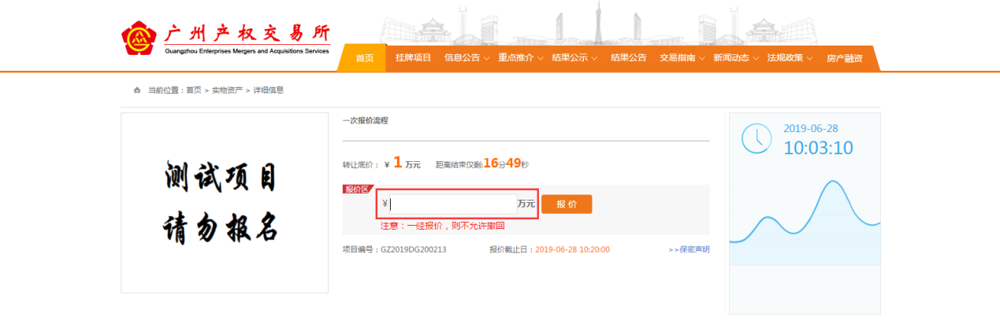 广州产权交易所
Guangzhou Enterprises Mergers and Acquisitions Services
首页 挂牌项目 信息公告 重点推介 结果公示 结果公告 交易指南 新闻动态 法规政策 房产融资
当前位置：首页 > 实物资产 > 详细信息
测试项目
请勿报名
一次报价流程
转让底价： ¥ 1 万元 距离结束仅剩:16分49秒
报价区
¥ 万元 报 价
注意：一经报价，则不允许撤回
项目编号：GZ2019DG200213 报价截止日：2019-06-28 10:20:00 >>保密声明
2019-06-28
10:03:10